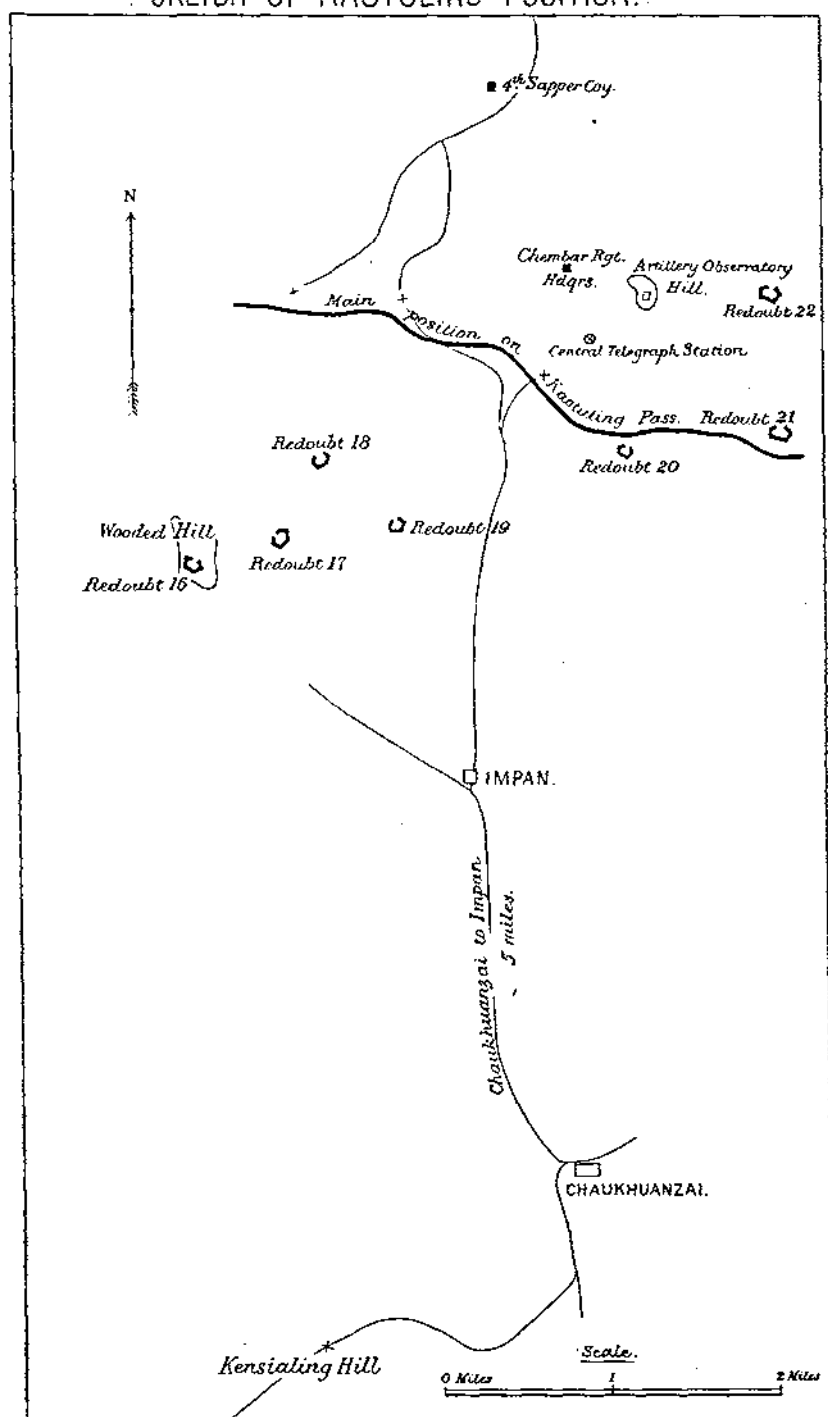 SKETCH OF KAOTULING POSITION.
4th Sapper Coy.
N
Chembar Rgt.
Hdqrs.
Artillery Observatory
Hill.
Redoubt 22
Main position on Kaotuling Pass.
Central Telegraph Station
Redoubt 21
Redoubt 18
Redoubt 20
Wooded Hill
Redoubt 19
Redoubt 17
Redoubt 16
IMPAN.
Chaukhuanzai to Impan
5 miles.
CHAUKHUANZAI.
Kensialing Hill
Scale.
0 Miles 1 2 Miles